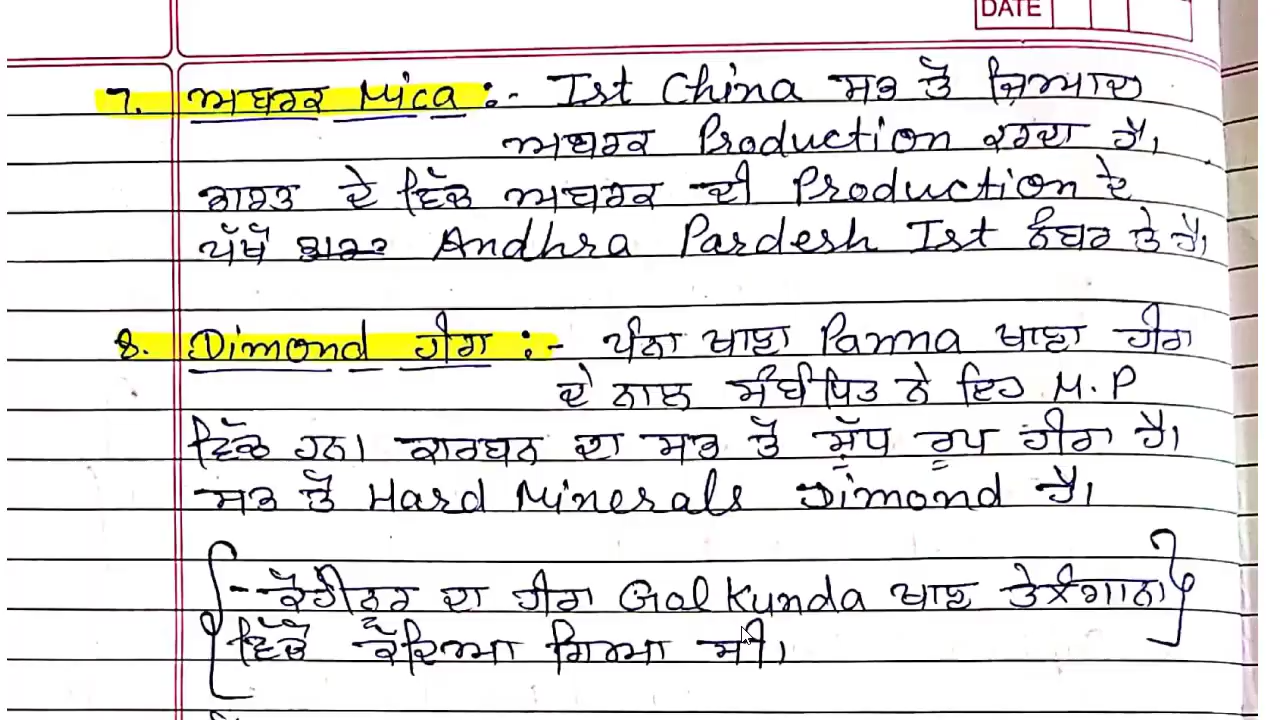 DATE
7. ਅਬਰਕ Mica :- Ist China ਸਭ ਤੋਂ ਜ਼ਿਆਦਾ
ਅਬਰਕ Production ਕਰਦਾ ਹੈ।
ਭਾਰਤ ਦੇ ਵਿੱਚ ਅਬਰਕ ਦੀ Production ਦੇ
ਪੱਖੋਂ ਭਾਰਤ Andhra Pardesh Ist ਨੰਬਰ ਤੇ ਹੈ।
8. Dimond ਹੀਰਾ :- ਪੰਨਾ ਖਾਣਾ Panna ਖਾਣਾ ਹੀਰਾ
ਦੇ ਨਾਲ ਸੰਬੰਧਿਤ ਨੇ ਇਹ M.P
ਵਿੱਚ ਹਨ। ਕਾਰਬਨ ਦਾ ਸਭ ਤੋਂ ਸ਼ੁੱਧ ਰੂਪ ਹੀਰਾ ਹੈ।
ਸਭ ਤੋਂ Hard Minerals Dimond ਹੈ।
-ਕੋਹੀਨੂਰ ਦਾ ਹੀਰਾ Gol Kunda ਖਾਣ ਤੇਲੰਗਾਨਾ
ਵਿੱਚੋਂ ਕੱਢਿਆ ਗਿਆ ਸੀ।